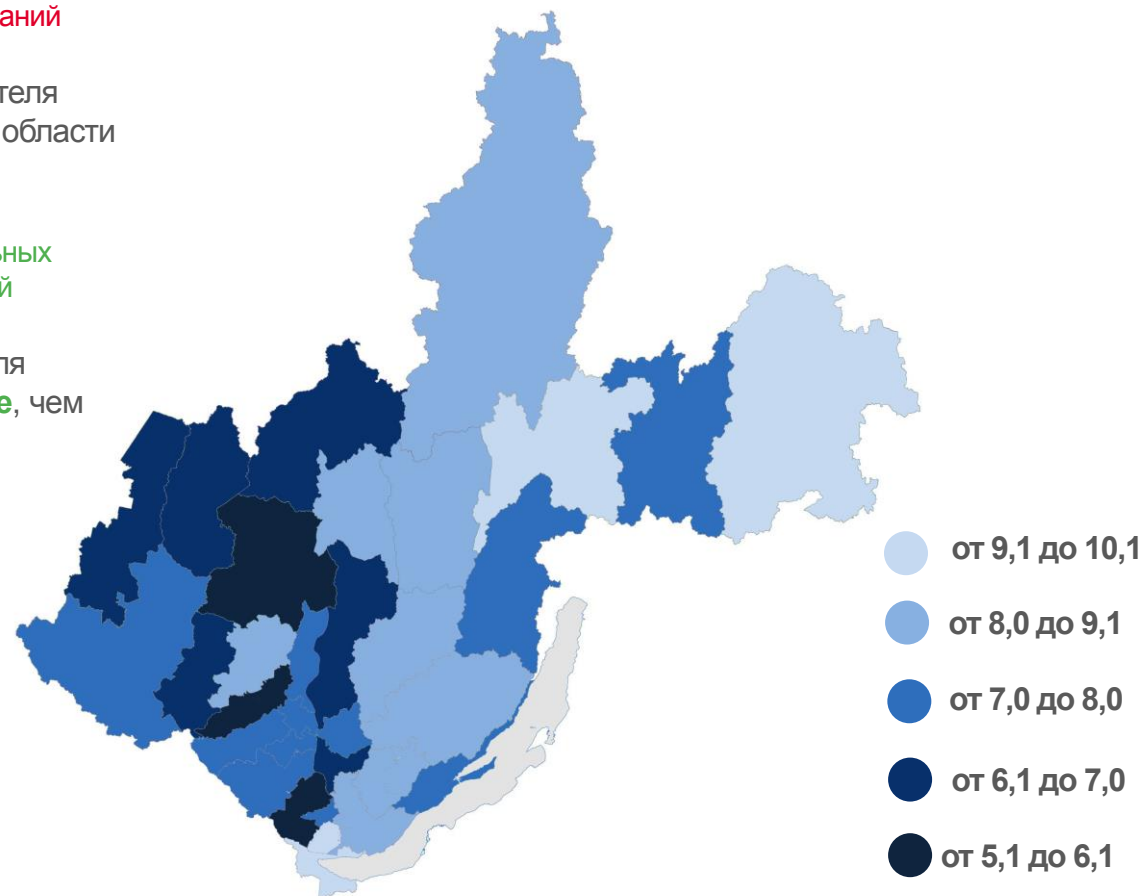 аний
теля
области
ьных
й
ля
е, чем
от 9,1 до 10,1
от 8,0 до 9,1
от 7,0 до 8,0
от 6,1 до 7,0
от 5,1 до 6,1